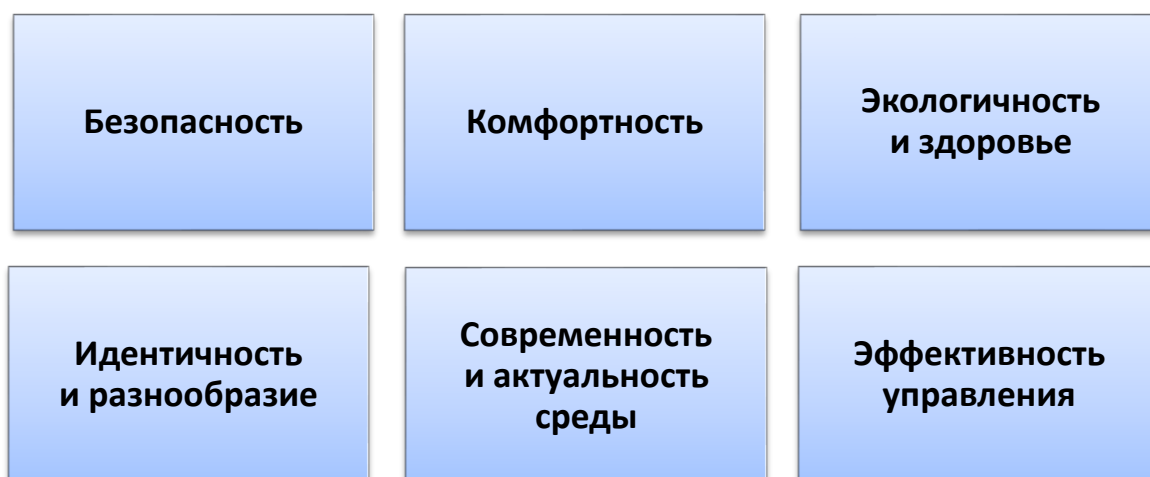 Безопасность
Комфортность
Экологичность
и здоровье
Идентичность
и разнообразие
Современность
и актуальность
среды
Эффективность
управления